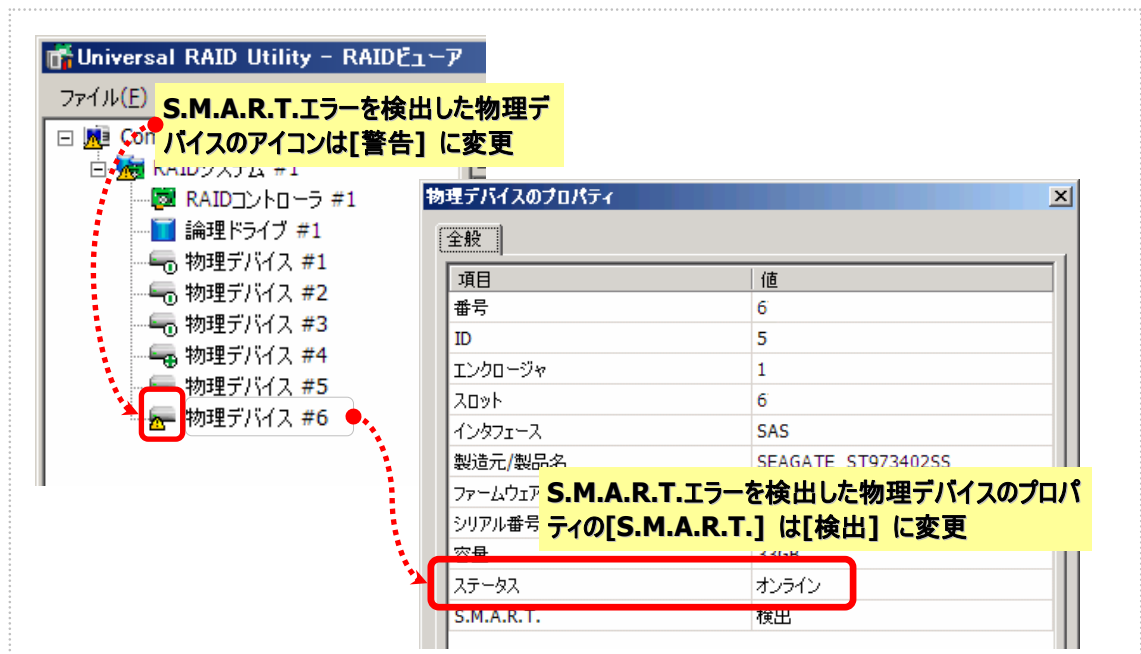 Universal RAID Utility - RAIDビューア
ファイル(F)
S.M.A.R.T.エラーを検出した物理デ
バイスのアイコンは[警告] に変更
RAIDシステム #1
RAIDコントローラ #1
論理ドライブ #1
物理デバイス #1
物理デバイス #2
物理デバイス #3
物理デバイス #4
物理デバイス #5
物理デバイス #6
物理デバイスのプロパティ
全般
項目 値
番号 6
ID 5
エンクロージャ 1
スロット 6
インタフェース SAS
製造元/製品名 SEAGATE ST973402SS
ファームウェア
シリアル番号
S.M.A.R.T.エラーを検出した物理デバイスのプロパ
ティの[S.M.A.R.T.] は[検出] に変更
容量 33GB
ステータス オンライン
S.M.A.R.T. 検出